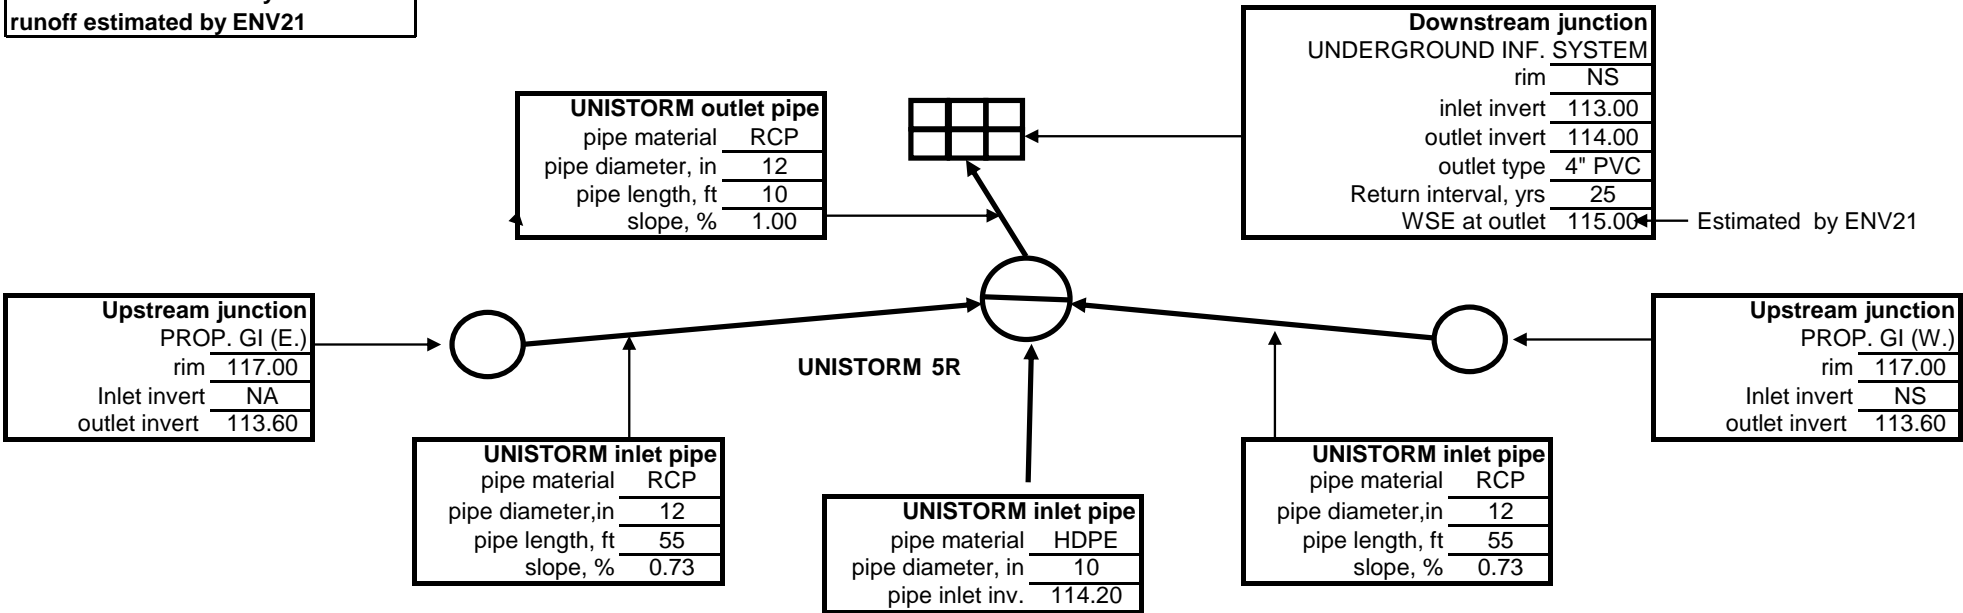 runoff estimated by ENV21
Downstream junction
UNDERGROUND INF. SYSTEM
rim NS
inlet invert 113.00
outlet invert 114.00
outlet type 4" PVC
Return interval, yrs 25
WSE at outlet 115.00
Estimated by ENV21
UNISTORM outlet pipe
pipe material RCP
pipe diameter, in 12
pipe length, ft 10
slope, % 1.00
Upstream junction
PROP. GI (E.)
rim 117.00
Inlet invert NA
outlet invert 113.60
UNISTORM 5R
Upstream junction
PROP. GI (W.)
rim 117.00
Inlet invert NS
outlet invert 113.60
UNISTORM inlet pipe
pipe material RCP
pipe diameter,in 12
pipe length, ft 55
slope, % 0.73
UNISTORM inlet pipe
pipe material HDPE
pipe diameter, in 10
pipe inlet inv. 114.20
UNISTORM inlet pipe
pipe material RCP
pipe diameter,in 12
pipe length, ft 55
slope, % 0.73